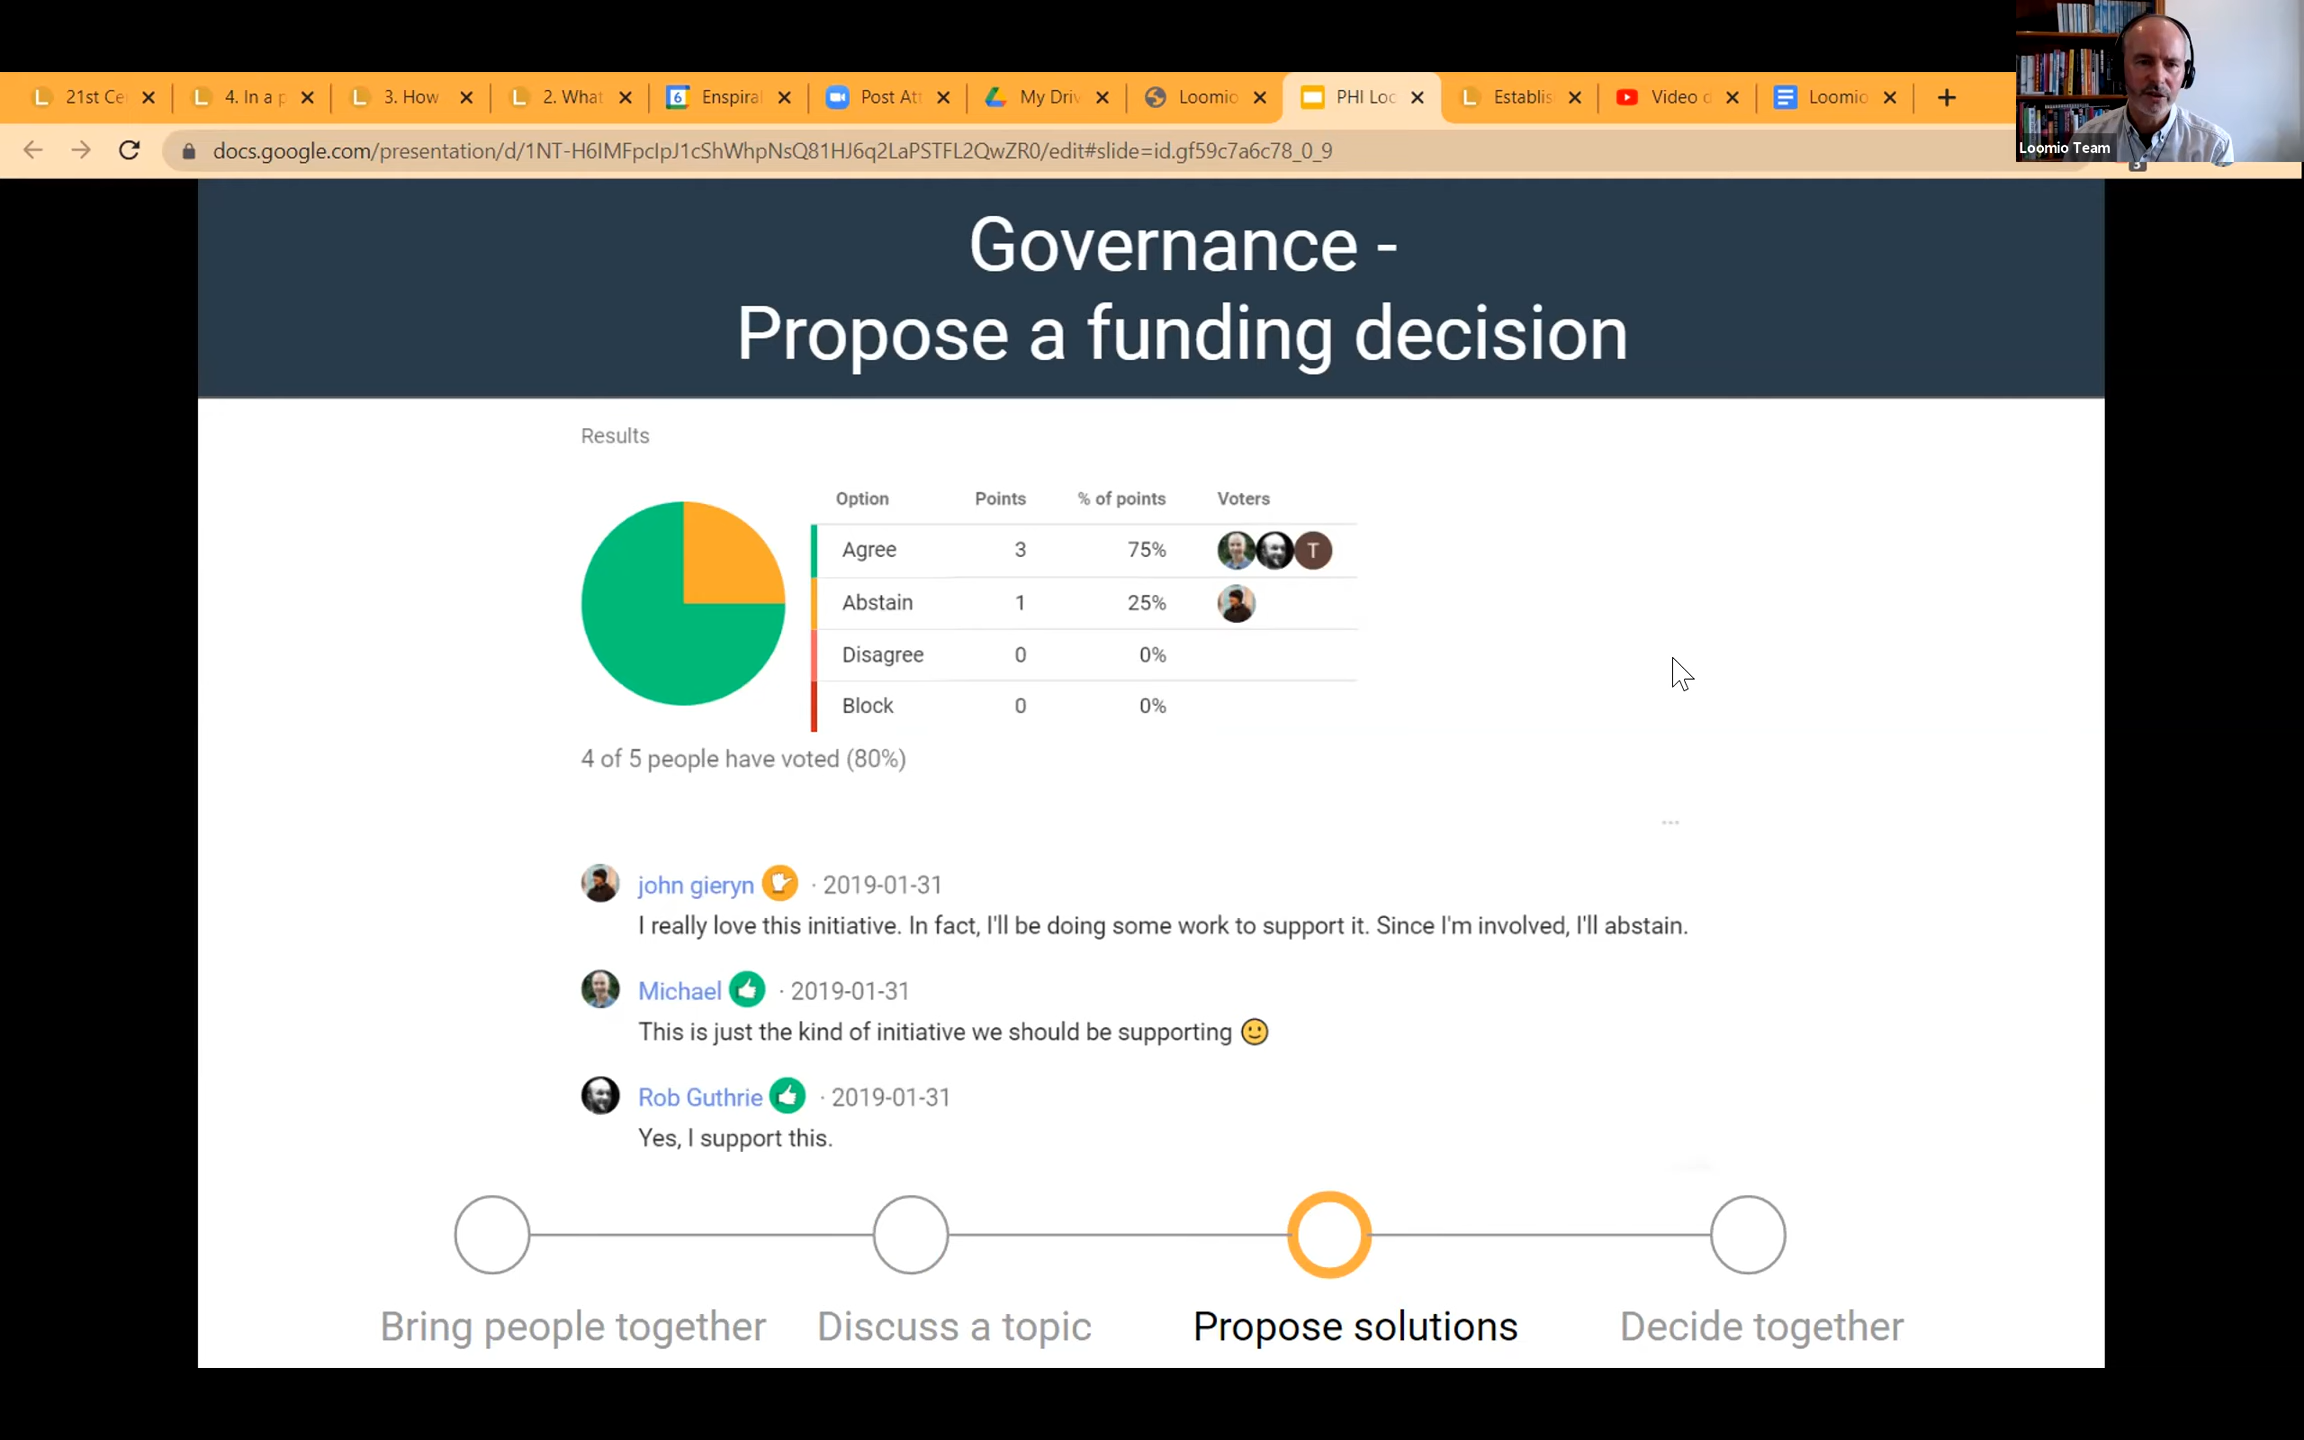 21st Ce
4. In a p
3. How
2. What
6
Enspiral
Post Att
My Driv
Loomio
PHI Loo
Establis
Video o
Loomio
docs.google.com/presentation/d/1NT-H6IMFpcIpJ1cShWhpNsQ81HJ6q2LaPSTFL2QwZR0/edit#slide=id.gf59c7a6c78_0_9
Loomio Team
3
Governance -
Propose a funding decision
Results
Option Points % of points Voters
Agree 3 75% T
Abstain 1 25%
Disagree 0 0%
Block 0 0%
4 of 5 people have voted (80%)
john gieryn · 2019-01-31
I really love this initiative. In fact, I'll be doing some work to support it. Since I'm involved, I'll abstain.
Michael · 2019-01-31
This is just the kind of initiative we should be supporting 🙂
Rob Guthrie · 2019-01-31
Yes, I support this.
Bring people together
Discuss a topic
Propose solutions
Decide together